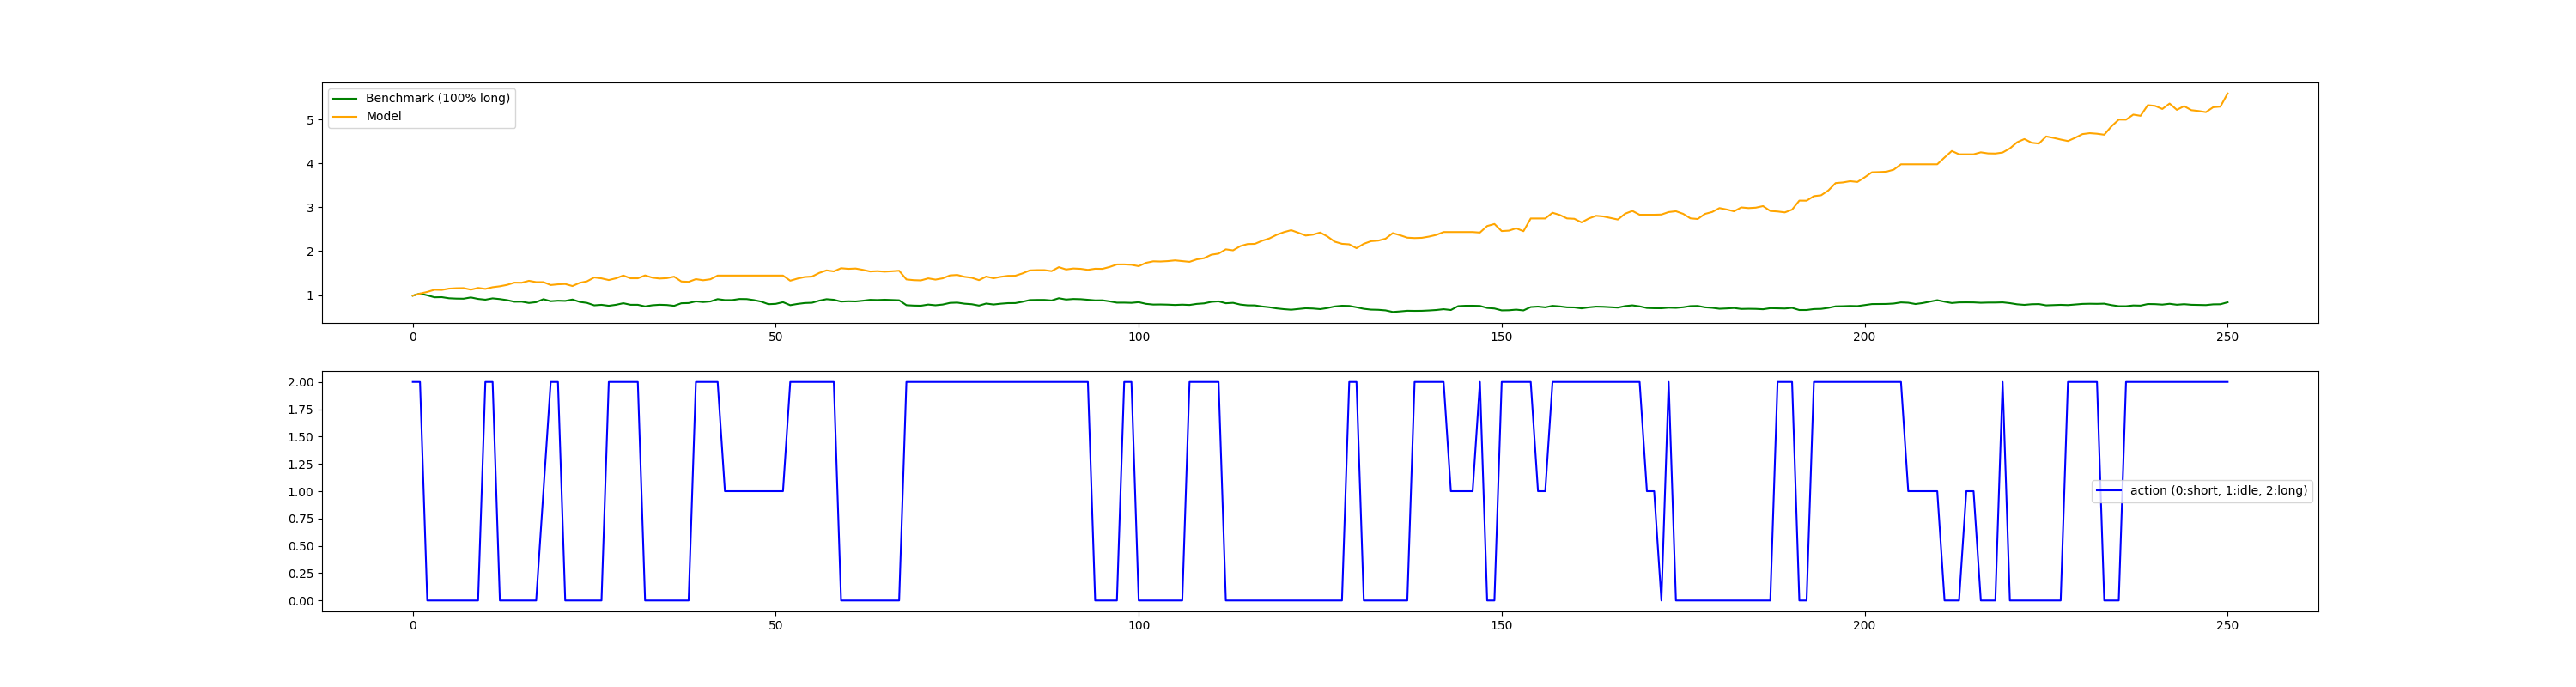 Benchmark (100% long)
Model
5
4
3
2
1
0 50 100 150 200 250
2.00
1.75
1.50
1.25
1.00
action (0:short, 1:idle, 2:long)
0.75
0.50
0.25
0.00
0 50 100 150 200 250